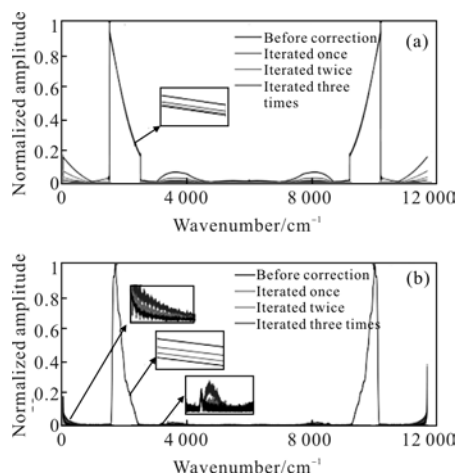 (a)
Normalized amplitude
1
0.8
0.6
0.4
0.2
0
Before correction
Iterated once
Iterated twice
Iterated three
times
0
4 000
8 000
12 000
Wavenumber/cm⁻¹
(b)
Normalized amplitude
1
0.8
0.6
0.4
0.2
0
Before correction
Iterated once
Iterated twice
Iterated three times
0
4 000
8 000
12 000
Wavenumber/cm⁻¹